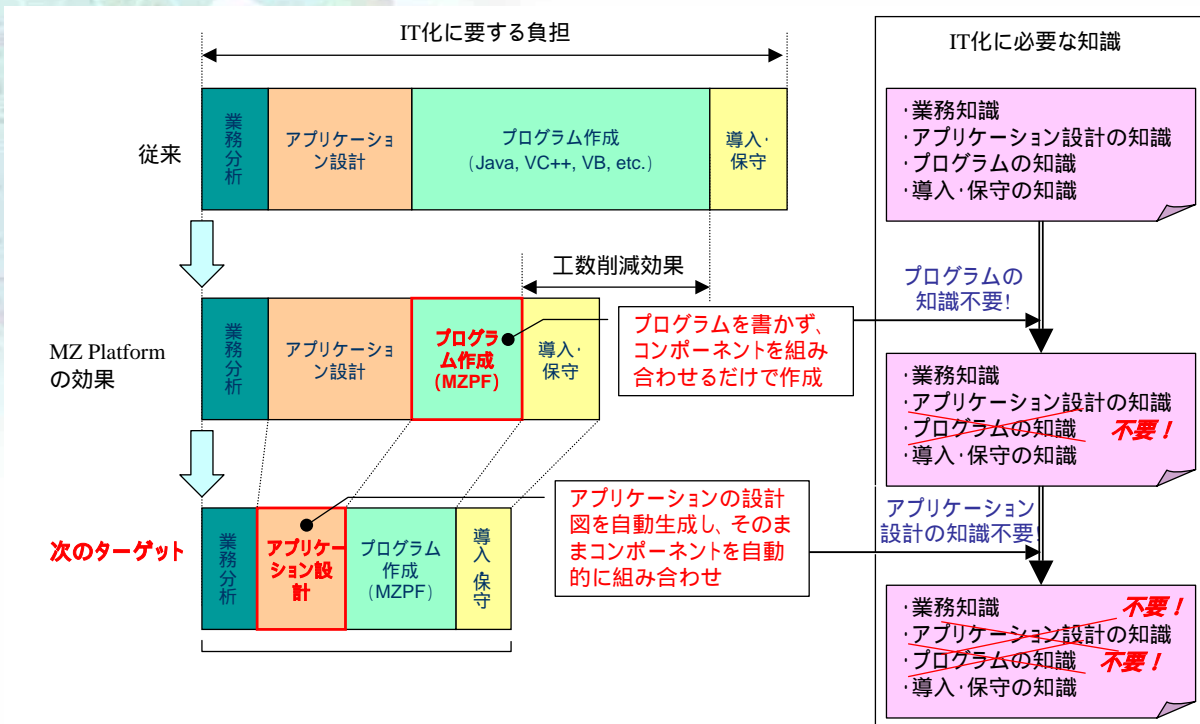 IT化に要する負担
IT化に必要な知識
従来
業務分析
アプリケーショ
ン設計
プログラム作成
(Java, VC++, VB, etc.)
導入・
保守
・業務知識
・アプリケーション設計の知識
・プログラムの知識
・導入・保守の知識
工数削減効果
プログラムの
知識不要!
MZ Platform
の効果
業務分析
アプリケーショ
ン設計
プログラ
ム作成
(MZPF)
導入・
保守
プログラムを書かず、
コンポーネントを組み
合わせるだけで作成
・業務知識
・アプリケーション設計の知識
・プログラムの知識 不要！
・導入・保守の知識
アプリケーションの設計
図を自動生成し、そのま
まコンポーネントを自動
的に組み合わせ
アプリケーション
設計の知識不要!
次のターゲット
業務分析
アプリケー
ション設
計
プログラム
作成
(MZPF)
導入・保守
・業務知識 不要！
・アプリケーション設計の知識
・プログラムの知識 不要！
・導入・保守の知識